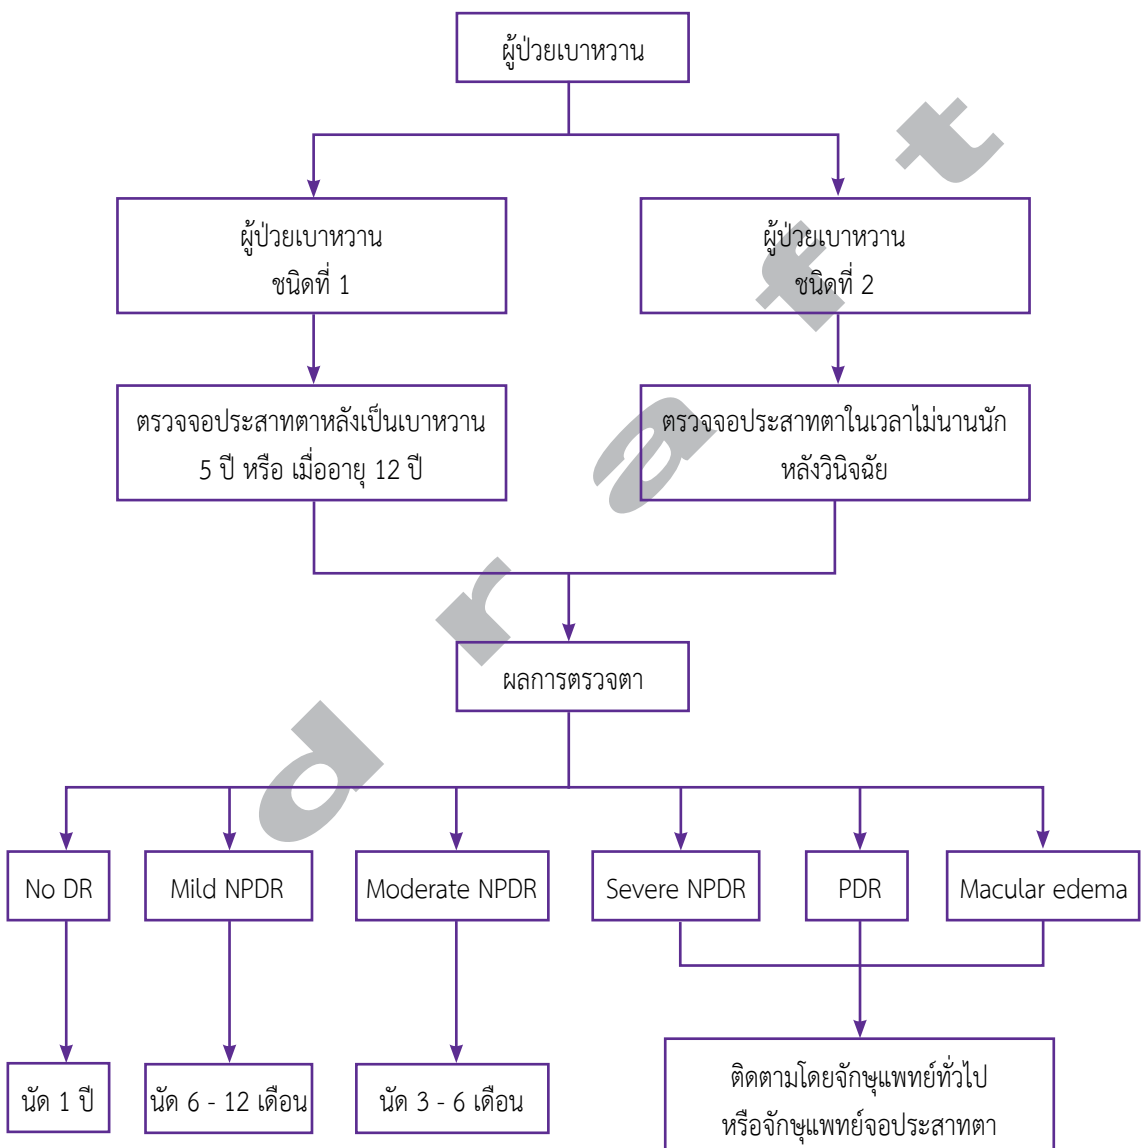 ผู้ป่วยเบาหวาน
ผู้ป่วยเบาหวาน
ชนิดที่ 1
ผู้ป่วยเบาหวาน
ชนิดที่ 2
ตรวจจอประสาทตาหลังเป็นเบาหวาน
5 ปี หรือ เมื่ออายุ 12 ปี
ตรวจจอประสาทตาในเวลาไม่นานนัก
หลังวินิจฉัย
ผลการตรวจตา
No DR
Mild NPDR
Moderate NPDR
Severe NPDR
PDR
Macular edema
นัด 1 ปี
นัด 6 - 12 เดือน
นัด 3 - 6 เดือน
ติดตามโดยจักษุแพทย์ทั่วไป
หรือจักษุแพทย์จอประสาทตา
draft